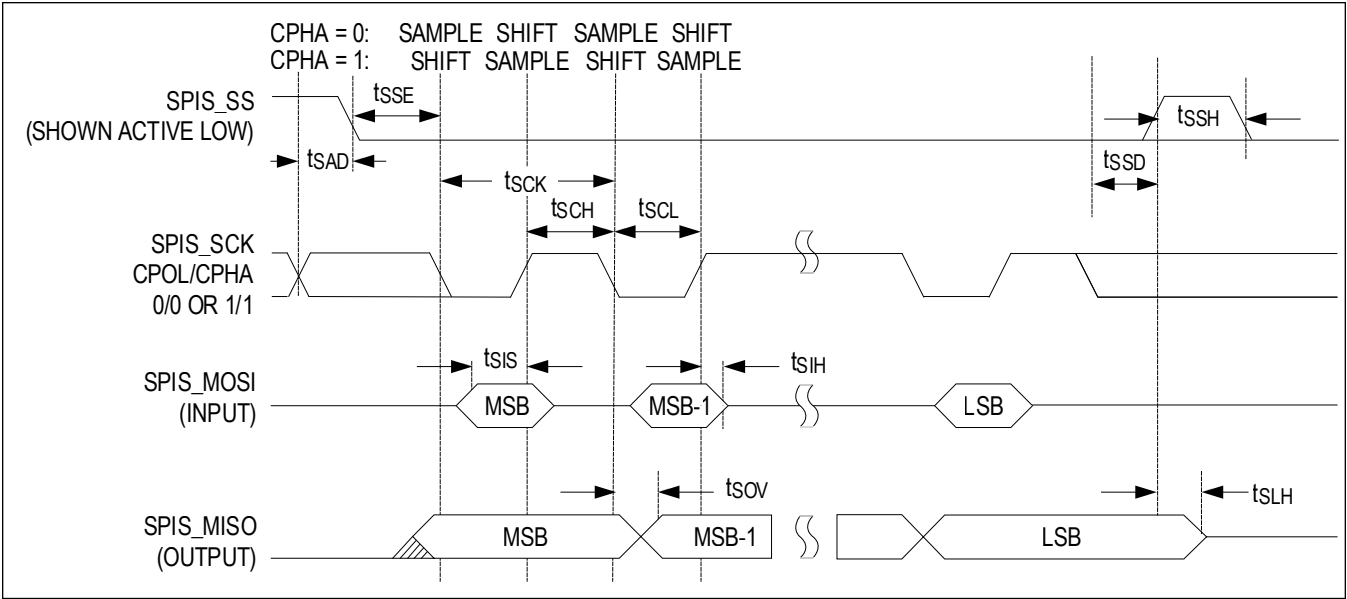 CPHA = 0: SAMPLE SHIFT SAMPLE SHIFT
CPHA = 1: SHIFT SAMPLE SHIFT SAMPLE
SPIS_SS
(SHOWN ACTIVE LOW)
tSSE
tSSH
tSAD
tSSD
tSCK
tSCH
tSCL
SPIS_SCK
CPOL/CPHA
0/0 OR 1/1
tSIS
tSIH
SPIS_MOSI
(INPUT)
MSB
MSB-1
LSB
tSOV
tSLH
SPIS_MISO
(OUTPUT)
MSB
MSB-1
LSB